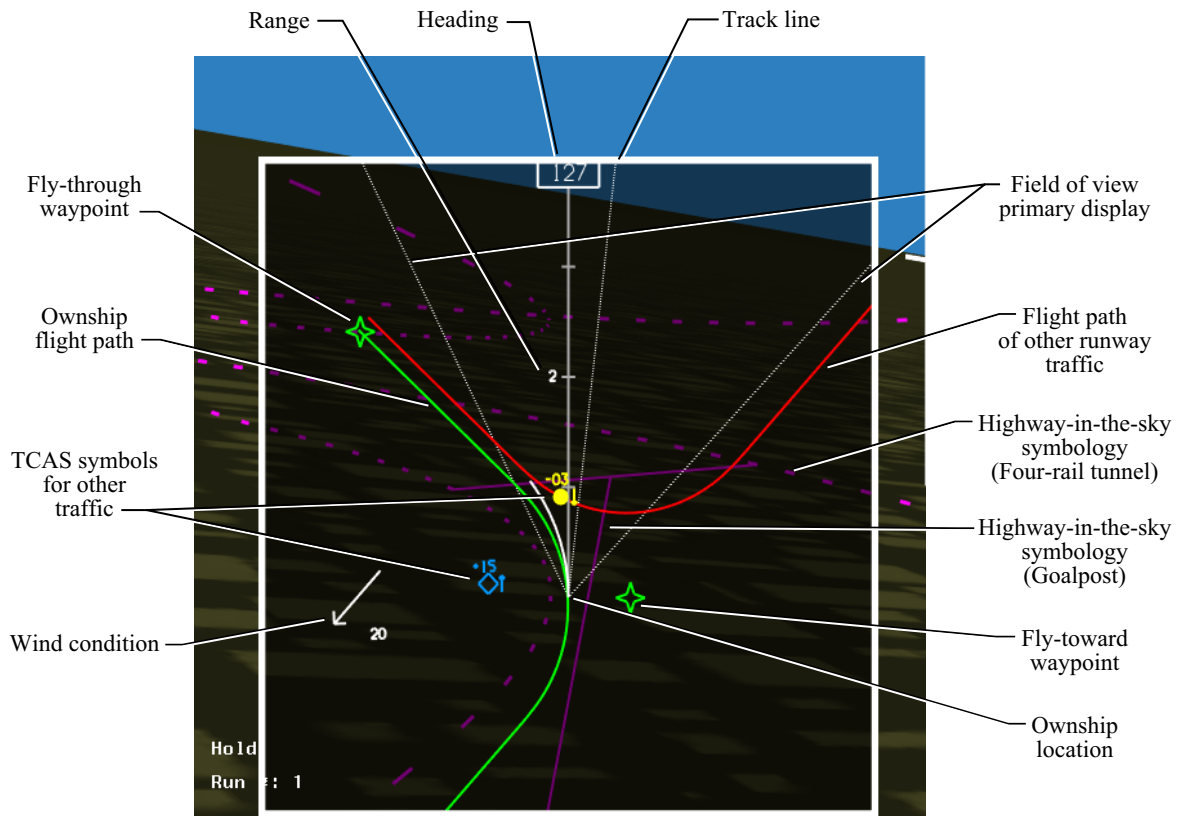 Range
Heading
Track line
127
Fly-through
waypoint
Field of view
primary display
Ownship
flight path
Flight path
of other runway
traffic
2
TCAS symbols
for other
traffic
-03
Highway-in-the-sky
symbology
(Four-rail tunnel)
Highway-in-the-sky
symbology
(Goalpost)
+15
20
Wind condition
Fly-toward
waypoint
Ownship
location
Hold
Run #: 1